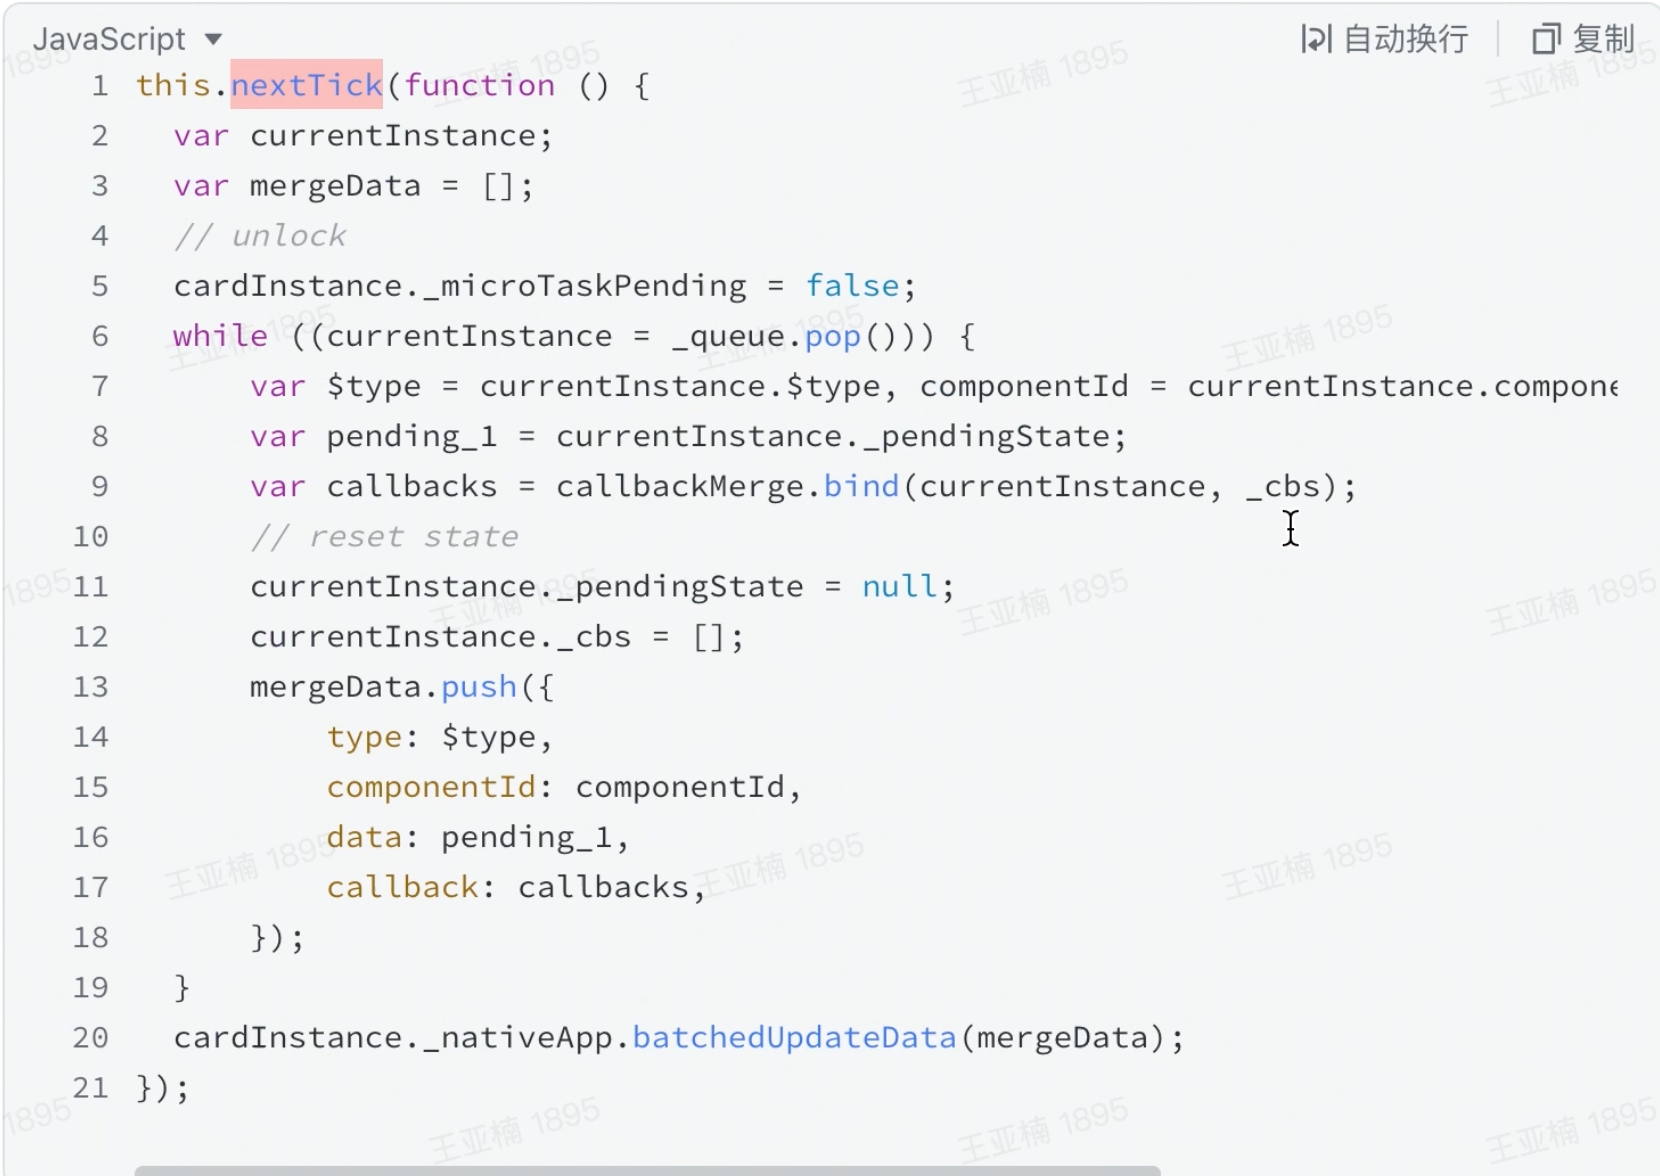 JavaScript 自动换行 复制
1 this.nextTick(function () {
2   var currentInstance;
3   var mergeData = [];
4   // unlock
5   cardInstance._microTaskPending = false;
6   while ((currentInstance = _queue.pop())) {
7       var $type = currentInstance.$type, componentId = currentInstance.compone
8       var pending_1 = currentInstance._pendingState;
9       var callbacks = callbackMerge.bind(currentInstance, _cbs);
10       // reset state
11       currentInstance._pendingState = null;
12       currentInstance._cbs = [];
13       mergeData.push({
14           type: $type,
15           componentId: componentId,
16           data: pending_1,
17           callback: callbacks,
18       });
19   }
20   cardInstance._nativeApp.batchedUpdateData(mergeData);
21 });
王亚楠 1895